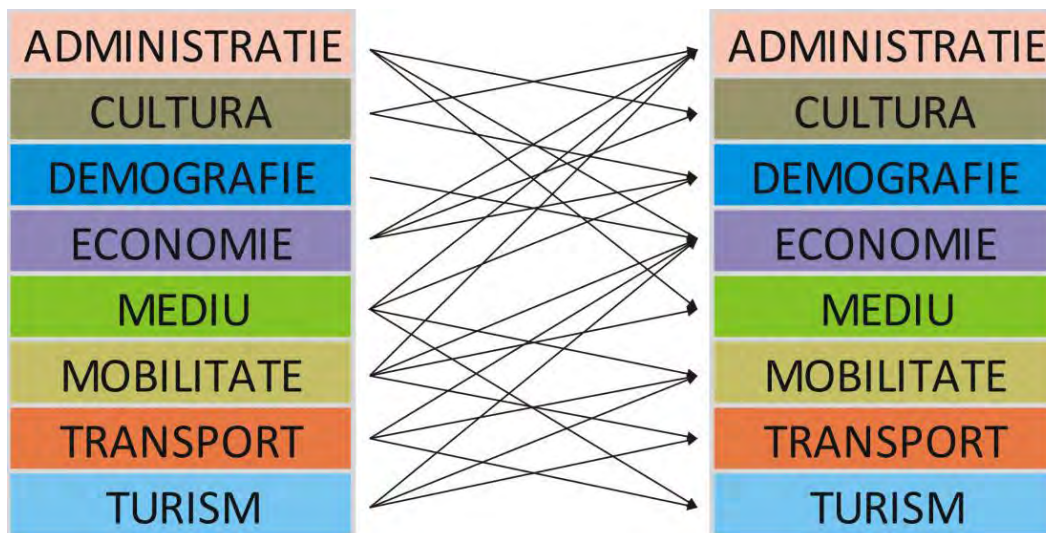 ADMINISTRATIE
CULTURA
DEMOGRAFIE
ECONOMIE
MEDIU
MOBILITATE
TRANSPORT
TURISM
ADMINISTRATIE
CULTURA
DEMOGRAFIE
ECONOMIE
MEDIU
MOBILITATE
TRANSPORT
TURISM